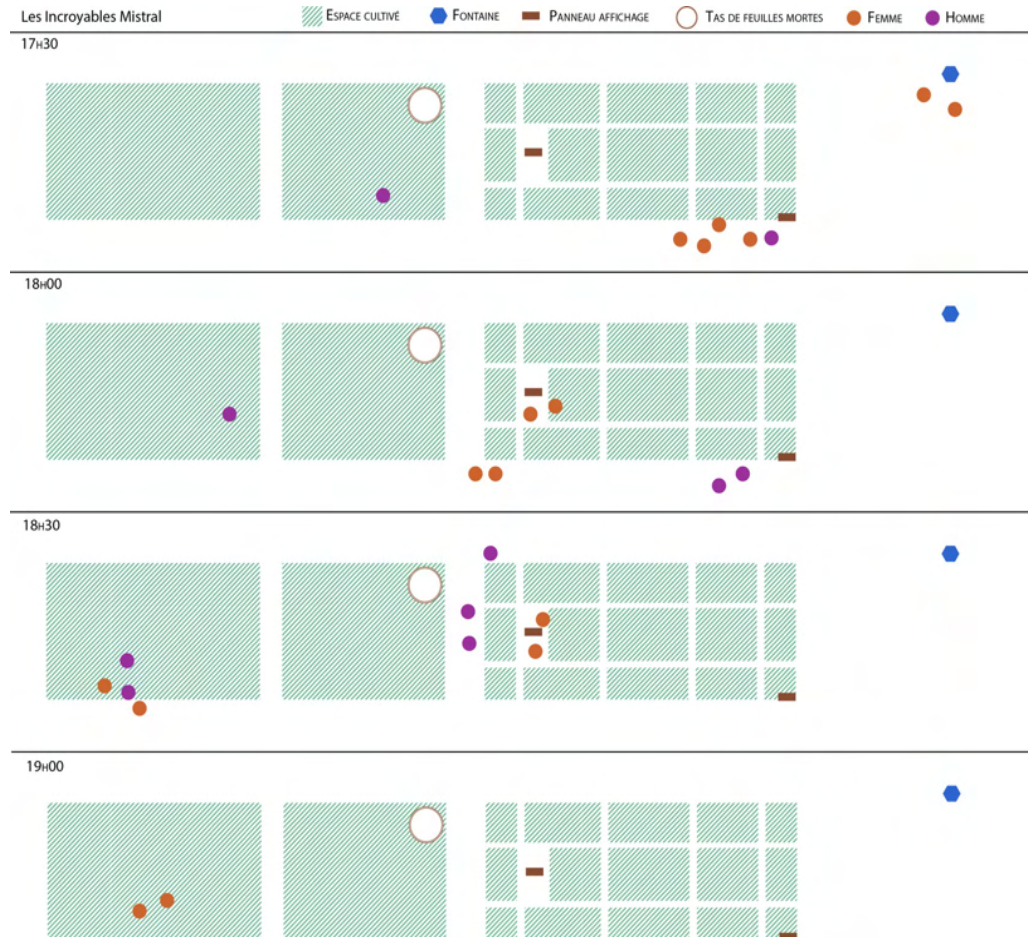 Les Incroyables Mistral
Espace cultivé
Fontaine
Panneau affichage
Tas de feuilles mortes
Femme
Homme
17h30
18h00
18h30
19h00